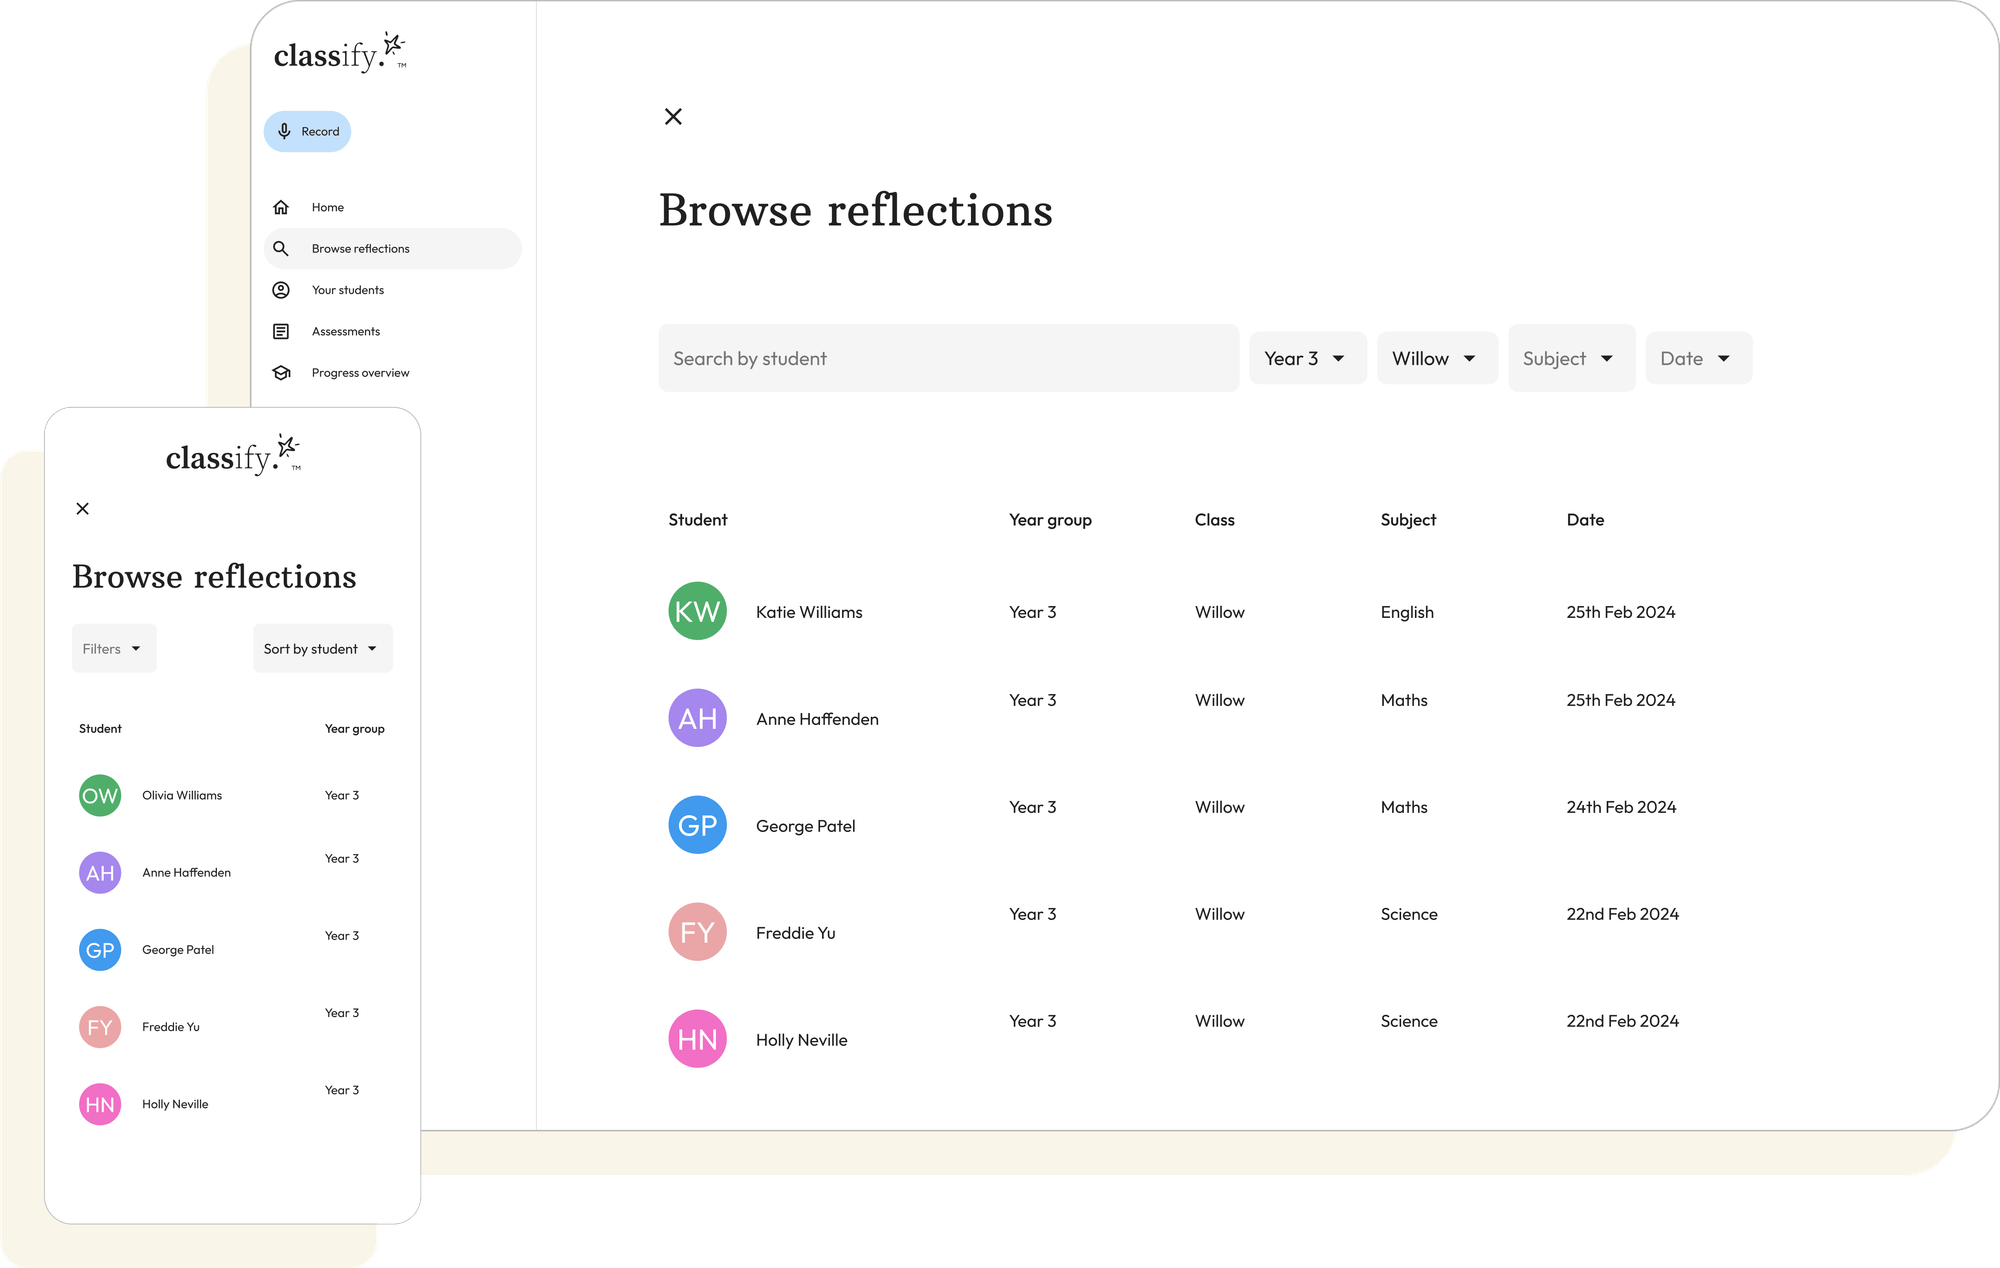 classify.™
Record
Home
Browse reflections
Your students
Assessments
Progress overview
Browse reflections
Search by student Year 3 Willow Subject Date
Student Year group Class Subject Date
KW Katie Williams Year 3 Willow English 25th Feb 2024
AH Anne Haffenden Year 3 Willow Maths 25th Feb 2024
GP George Patel Year 3 Willow Maths 24th Feb 2024
FY Freddie Yu Year 3 Willow Science 22nd Feb 2024
HN Holly Neville Year 3 Willow Science 22nd Feb 2024
classify.™
Browse reflections
Filters Sort by student
Student Year group
OW Olivia Williams Year 3
AH Anne Haffenden Year 3
GP George Patel Year 3
FY Freddie Yu Year 3
HN Holly Neville Year 3